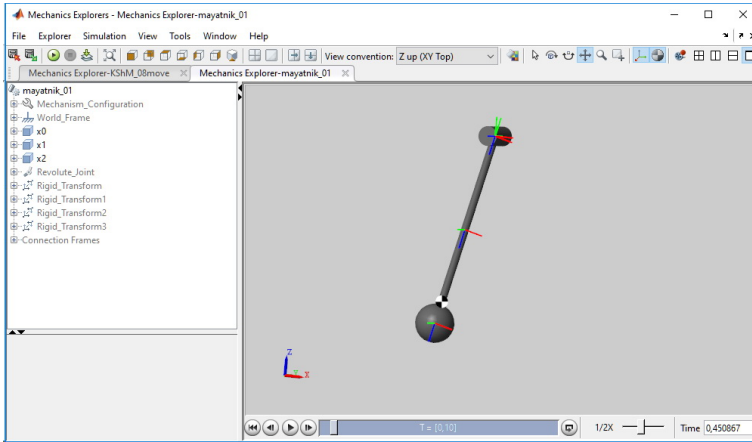 Mechanics Explorers - Mechanics Explorer-mayatnik_01
File Explorer Simulation View Tools Window Help
View convention: Z up (XY Top)
Mechanics Explorer-KShM_08move Mechanics Explorer-mayatnik_01
mayatnik_01
Mechanism_Configuration
World_Frame
x0
x1
x2
Revolute_Joint
Rigid_Transform
Rigid_Transform1
Rigid_Transform2
Rigid_Transform3
Connection Frames
Z
Y
X
T = [0,10]
1/2X
Time 0,450867